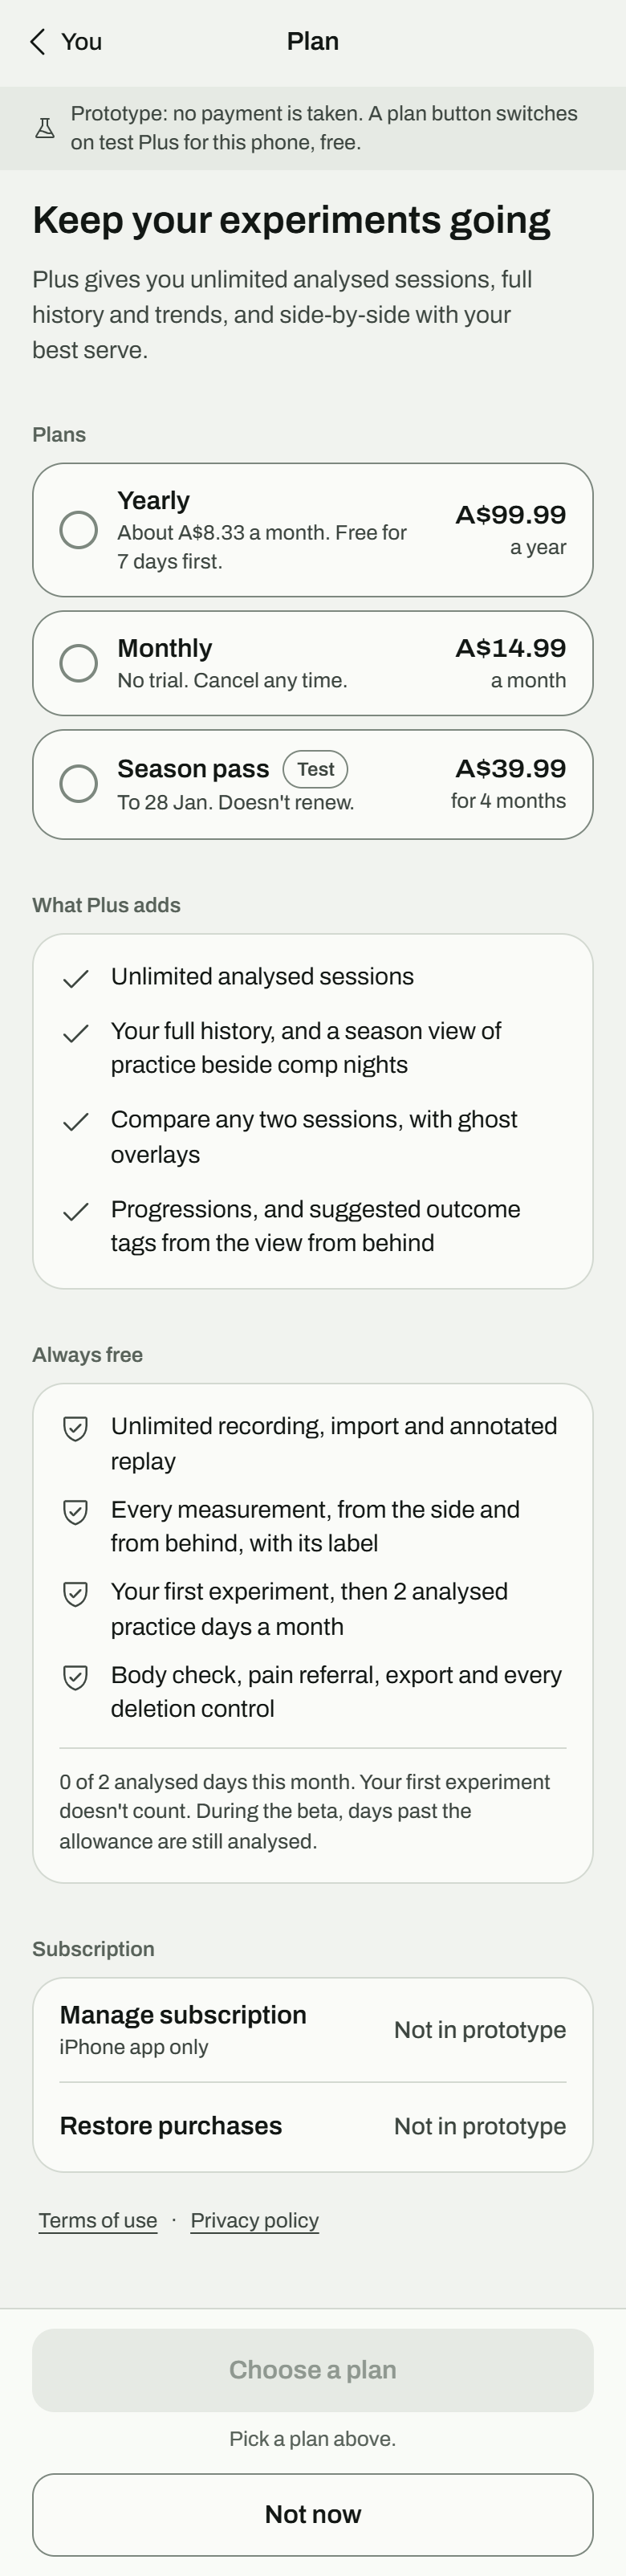 You
Plan
Prototype: no payment is taken. A plan button switches
on test Plus for this phone, free.
Keep your experiments going
Plus gives you unlimited analysed sessions, full
history and trends, and side-by-side with your
best serve.
Plans
Yearly
About A$8.33 a month. Free for
7 days first.
A$99.99
a year
Monthly
No trial. Cancel any time.
A$14.99
a month
Season pass Test
To 28 Jan. Doesn't renew.
A$39.99
for 4 months
What Plus adds
Unlimited analysed sessions
Your full history, and a season view of
practice beside comp nights
Compare any two sessions, with ghost
overlays
Progressions, and suggested outcome
tags from the view from behind
Always free
Unlimited recording, import and annotated
replay
Every measurement, from the side and
from behind, with its label
Your first experiment, then 2 analysed
practice days a month
Body check, pain referral, export and every
deletion control
0 of 2 analysed days this month. Your first experiment
doesn't count. During the beta, days past the
allowance are still analysed.
Subscription
Manage subscription
iPhone app only
Not in prototype
Restore purchases
Not in prototype
Terms of use · Privacy policy
Choose a plan
Pick a plan above.
Not now